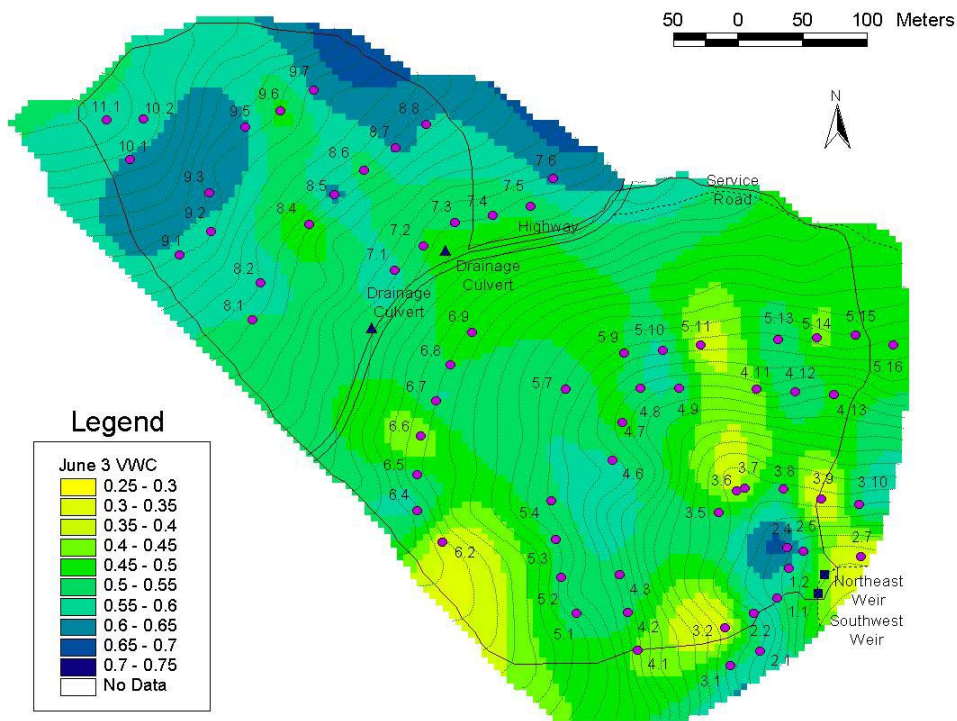 50 0 50 100 Meters
N
9.7
9.6
11.1 10.2
9.5
8.8
8.7
10.1
8.6
7.6
9.3
8.5
7.5
Service
Road
9.2
8.4
7.3 7.4
Highway
9.1
7.2
7.1
Drainage
Culvert
8.2
8.1
Drainage
Culvert
6.9
5.9 5.10 5.11 5.13 5.14 5.15
5.16
6.8
6.7
5.7
4.11 4.12
4.8 4.9
4.13
4.7
6.6
4.6
6.5
6.4
3.6 3.7 3.8
3.9 3.10
5.4
3.5
2.4 2.5
2.7
6.2
5.3
5.2
4.3
1.2
1.1
Northeast
Weir
Southwest
Weir
5.1
4.2
3.2
2.2
4.1
2.1
3.1
Legend
June 3 VWC
0.25 - 0.3
0.3 - 0.35
0.35 - 0.4
0.4 - 0.45
0.45 - 0.5
0.5 - 0.55
0.55 - 0.6
0.6 - 0.65
0.65 - 0.7
0.7 - 0.75
No Data